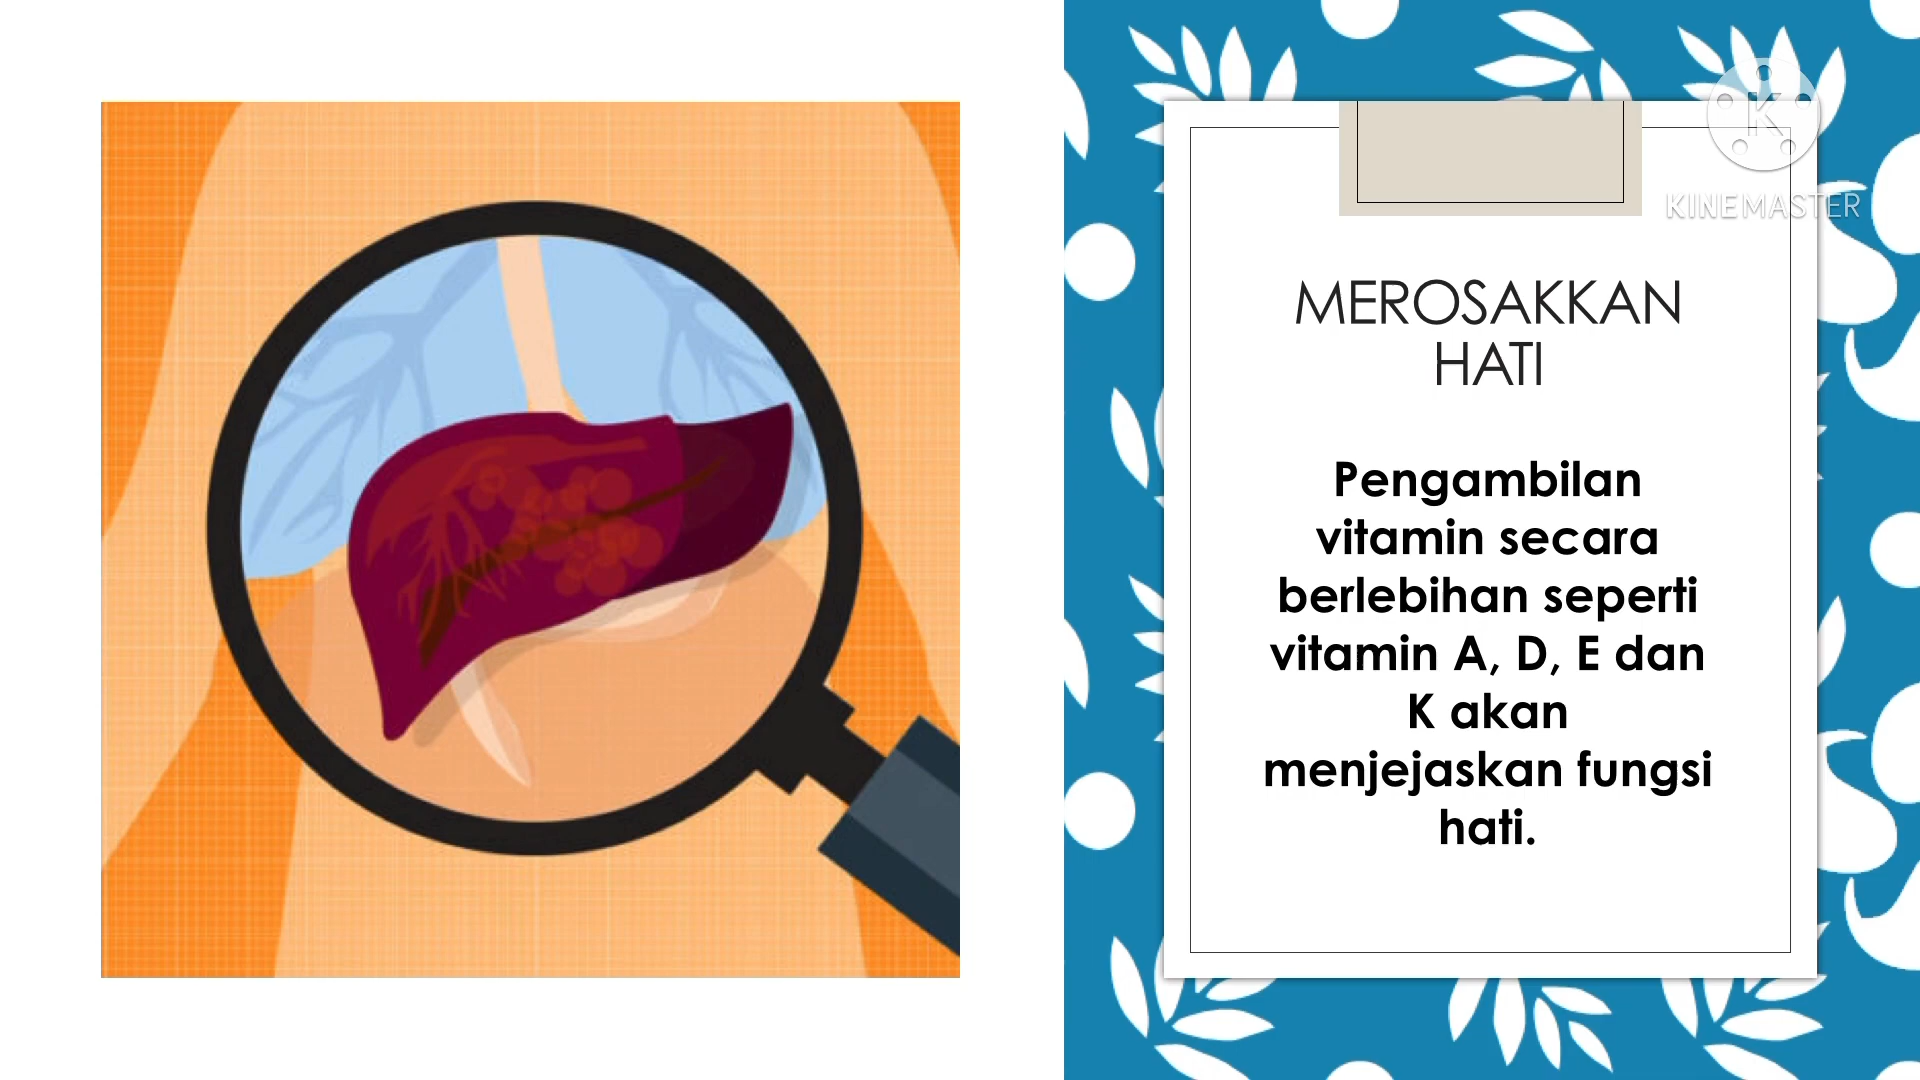 K
KINEMASTER
MEROSAKKAN
HATI
Pengambilan
vitamin secara
berlebihan seperti
vitamin A, D, E dan
K akan
menjejaskan fungsi
hati.